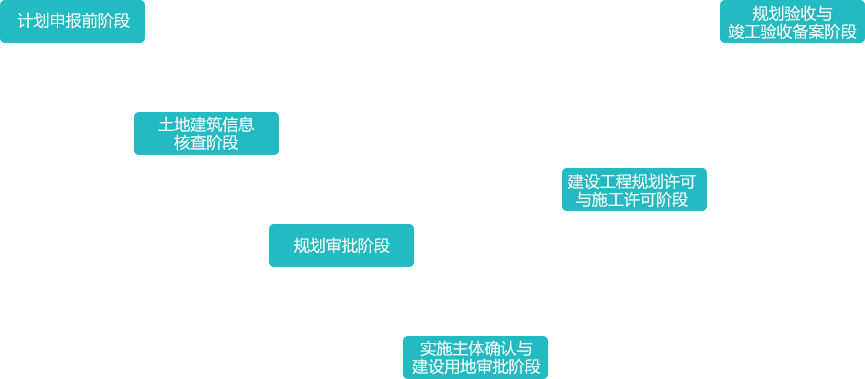 计划申报前阶段
规划验收与
竣工验收备案阶段
土地建筑信息
核查阶段
建设工程规划许可
与施工许可阶段
规划审批阶段
实施主体确认与
建设用地审批阶段